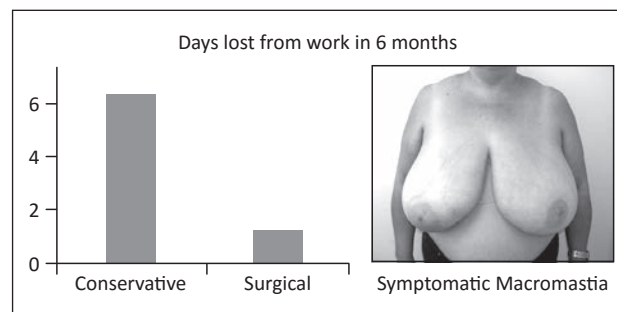 Days lost from work in 6 months
6
4
2
0
Conservative
Surgical
Symptomatic Macromastia